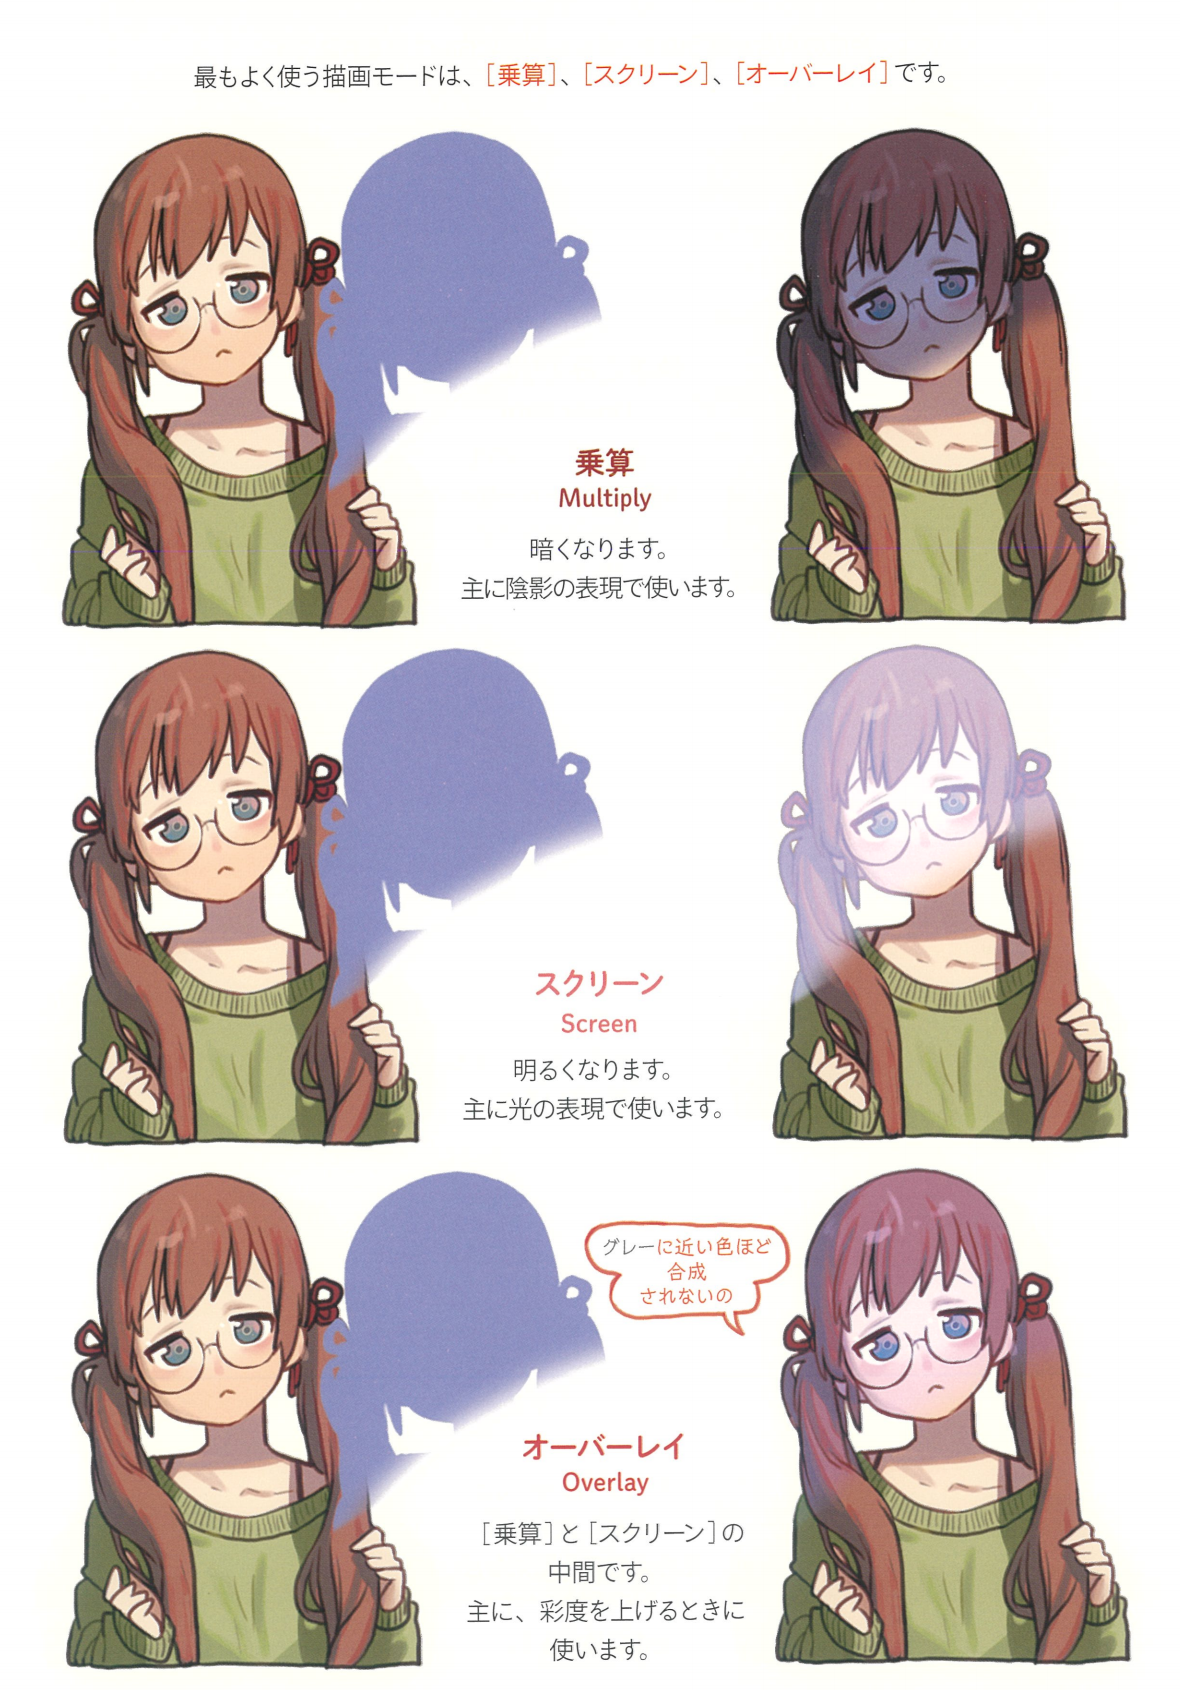 最もよく使う描画モードは、［乗算］、［スクリーン］、［オーバーレイ］です。
乗算
Multiply
暗くなります。
主に陰影の表現で使います。
スクリーン
Screen
明るくなります。
主に光の表現で使います。
グレーに近い色ほど
合成
されないの
オーバーレイ
Overlay
［乗算］と［スクリーン］の
中間です。
主に、彩度を上げるときに
使います。